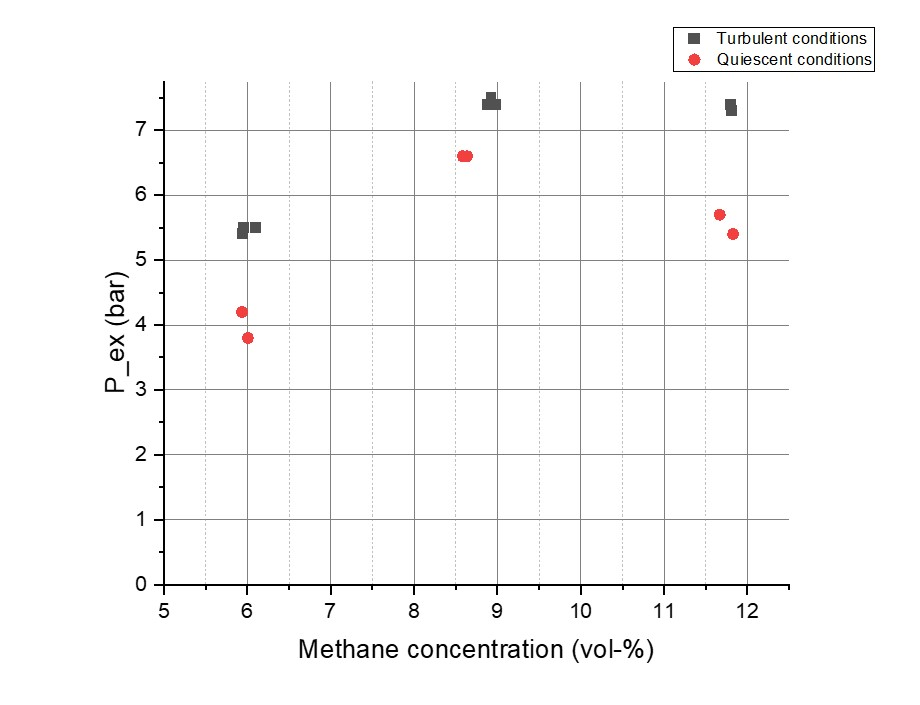 Turbulent conditions
Quiescent conditions
7
6
5
4
3
2
1
0
P_ex (bar)
5 6 7 8 9 10 11 12
Methane concentration (vol-%)